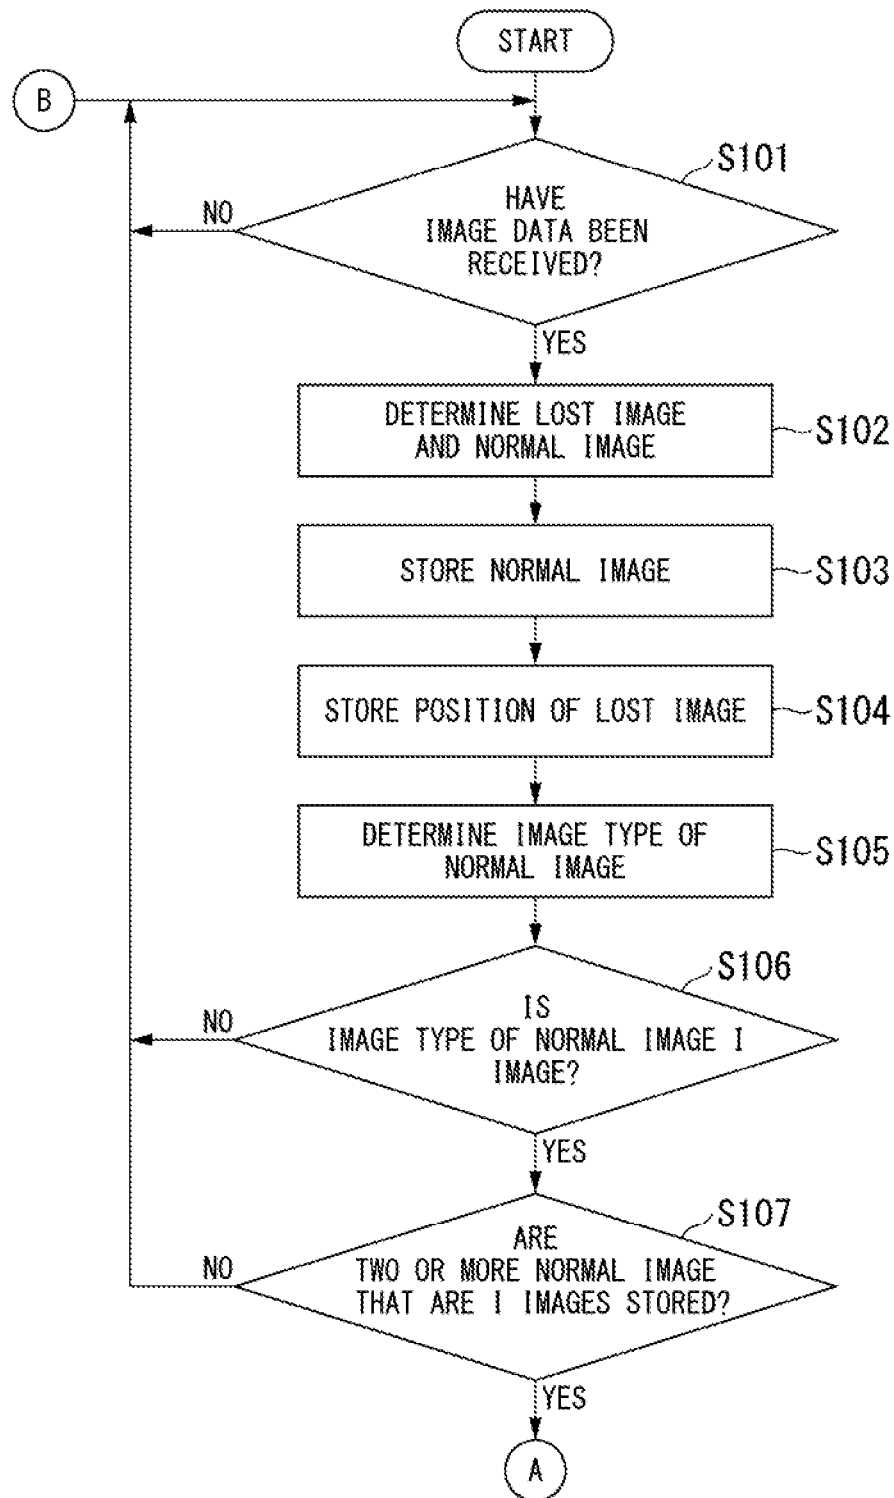 START
B
S101
HAVE
IMAGE DATA BEEN
RECEIVED?
NO
YES
DETERMINE LOST IMAGE
AND NORMAL IMAGE
S102
STORE NORMAL IMAGE
S103
STORE POSITION OF LOST IMAGE
S104
DETERMINE IMAGE TYPE OF
NORMAL IMAGE
S105
S106
IS
IMAGE TYPE OF NORMAL IMAGE I
IMAGE?
NO
YES
S107
ARE
TWO OR MORE NORMAL IMAGE
THAT ARE I IMAGES STORED?
NO
YES
A